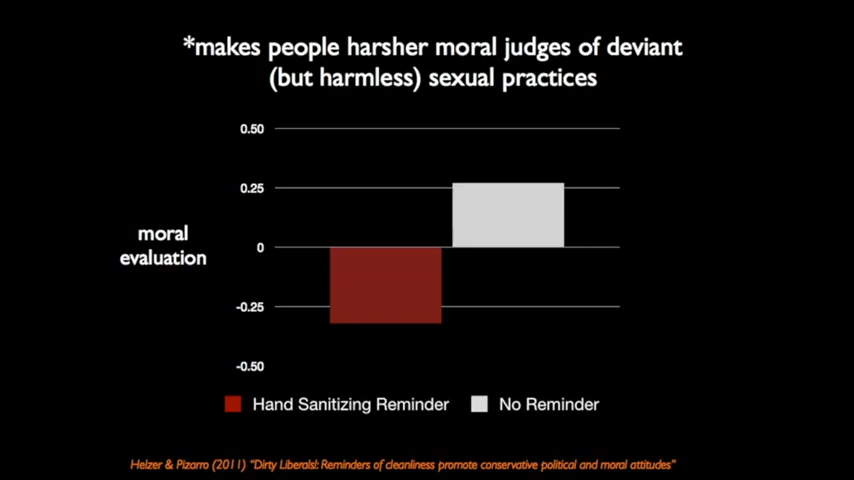 *makes people harsher moral judges of deviant
(but harmless) sexual practices
0.50
0.25
moral
evaluation
0
-0.25
-0.50
Hand Sanitizing Reminder
No Reminder
Helzer & Pizarro (2011) "Dirty Liberals!: Reminders of cleanliness promote conservative political and moral attitudes"